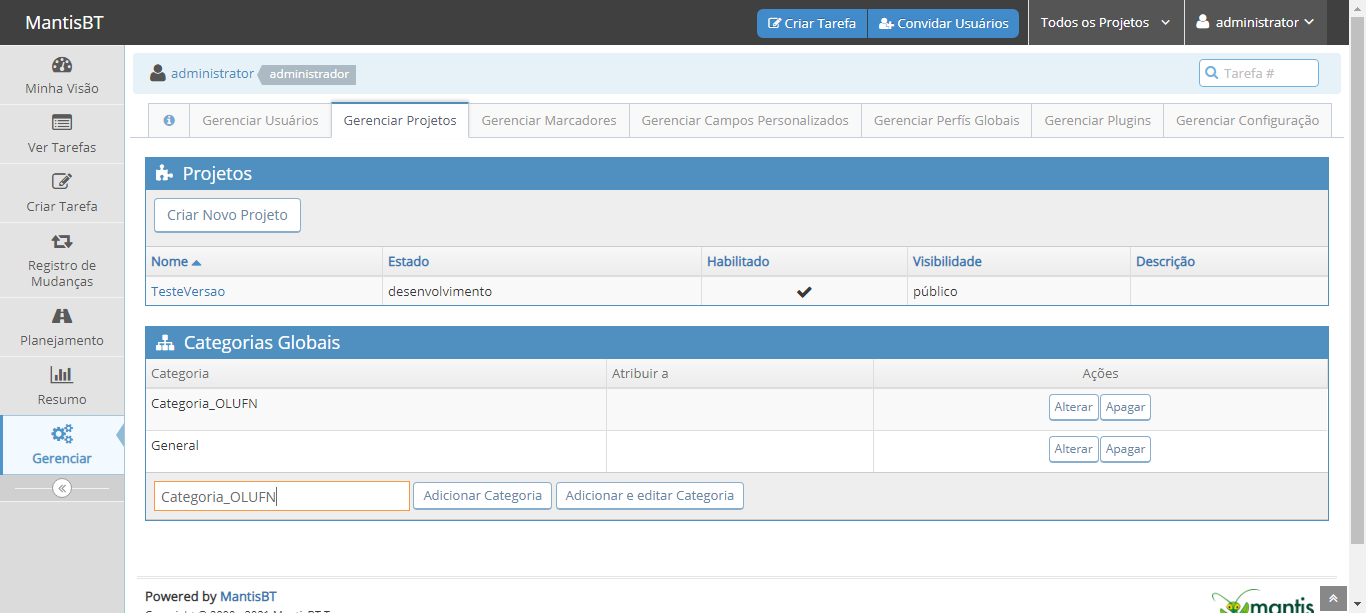 MantisBT
Criar Tarefa
Convidar Usuários
Todos os Projetos
administrator
Minha Visão
Ver Tarefas
Criar Tarefa
Registro de
Mudanças
Planejamento
Resumo
Gerenciar
administrator
administrador
Tarefa #
Gerenciar Usuários
Gerenciar Projetos
Gerenciar Marcadores
Gerenciar Campos Personalizados
Gerenciar Perfís Globais
Gerenciar Plugins
Gerenciar Configuração
Projetos
Criar Novo Projeto
Nome Estado Habilitado Visibilidade Descrição
TesteVersao desenvolvimento público
Categorias Globais
Categoria Atribuir a Ações
Categoria_OLUFN Alterar Apagar
General Alterar Apagar
Categoria_OLUFN Adicionar Categoria Adicionar e editar Categoria
Powered by MantisBT
mantis